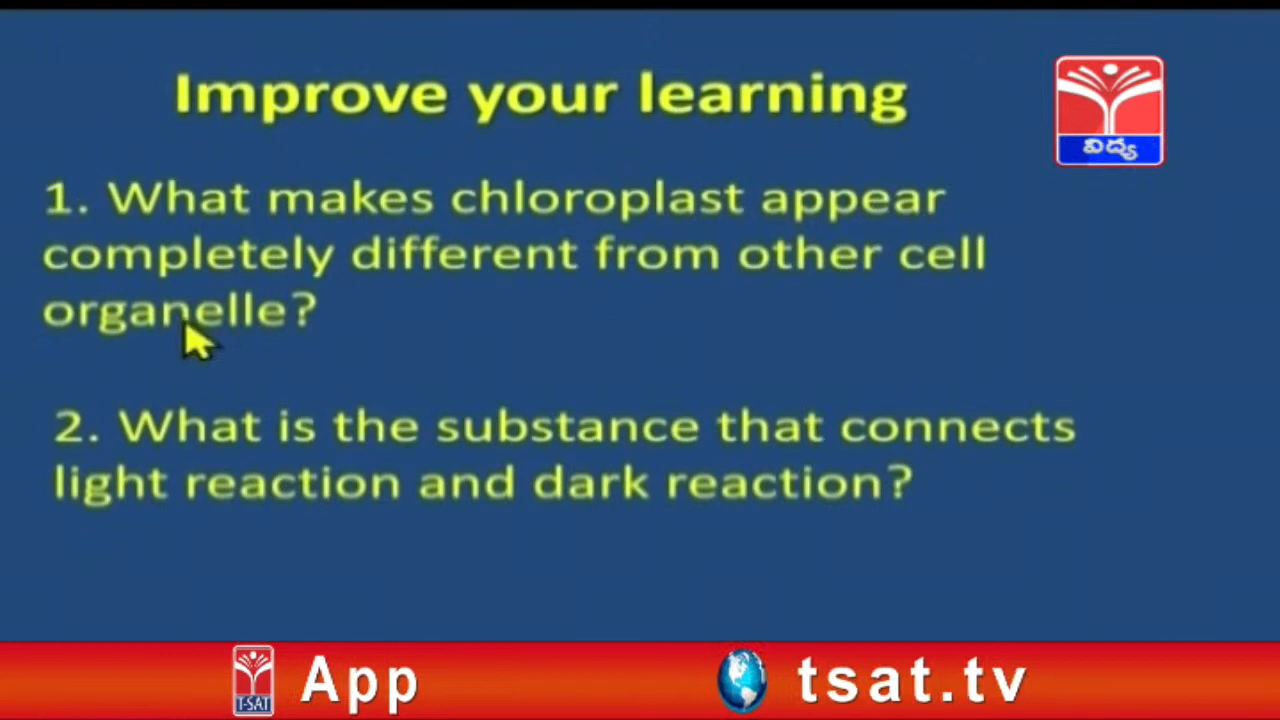 Improve your learning
విద్య
1. What makes chloroplast appear
completely different from other cell
organelle?
2. What is the substance that connects
light reaction and dark reaction?
T-SAT
App
tsat.tv